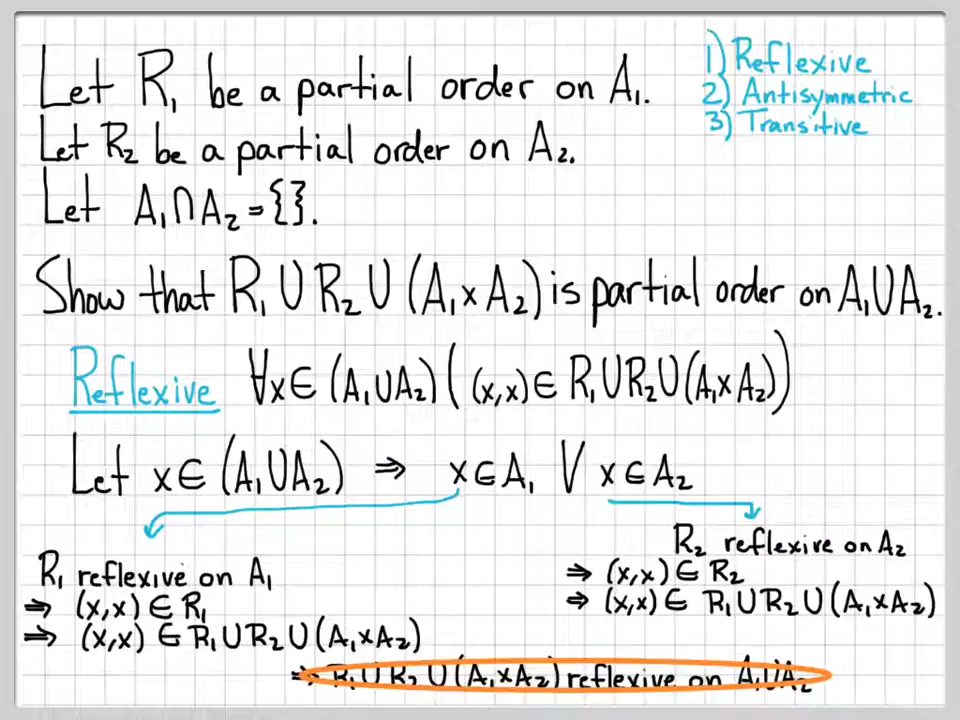 Let R₁ be a partial order on A₁.
1) Reflexive
2) Antisymmetric
3) Transitive
Let R₂ be a partial order on A₂.
Let A₁∩A₂={}.
Show that R₁∪R₂∪(A₁×A₂) is partial order on A₁∪A₂.
Reflexive ∀x∈(A₁∪A₂)((x,x)∈R₁∪R₂∪(A₁×A₂))
Let x∈(A₁∪A₂) ⇒ x∈A₁ ∨ x∈A₂
R₁ reflexive on A₁
⇒ (x,x)∈R₁
⇒ (x,x)∈R₁∪R₂∪(A₁×A₂)
R₂ reflexive on A₂
⇒ (x,x)∈R₂
⇒ (x,x)∈R₁∪R₂∪(A₁×A₂)
⇒ R₁∪R₂∪(A₁×A₂) reflexive on A₁∪A₂